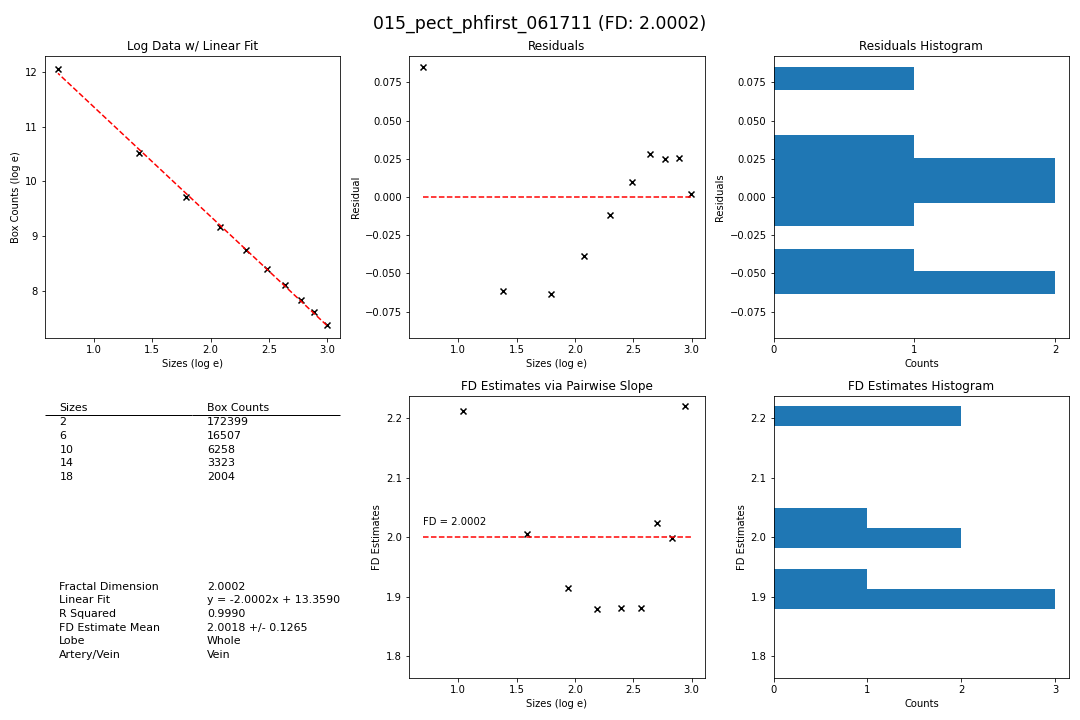 015_pect_phfirst_061711 (FD: 2.0002)
Log Data w/ Linear Fit
Residuals
Residuals Histogram
12
11
10
9
8
Box Counts (log e)
1.0 1.5 2.0 2.5 3.0
Sizes (log e)
0.075
0.050
0.025
0.000
−0.025
−0.050
−0.075
Residual
1.0 1.5 2.0 2.5 3.0
Sizes (log e)
0.075
0.050
0.025
0.000
−0.025
−0.050
−0.075
Residuals
0 1 2
Counts
Sizes Box Counts
2 172399
6 16507
10 6258
14 3323
18 2004
Fractal Dimension 2.0002
Linear Fit y = -2.0002x + 13.3590
R Squared 0.9990
FD Estimate Mean 2.0018 +/- 0.1265
Lobe Whole
Artery/Vein Vein
FD Estimates via Pairwise Slope
2.2
2.1
2.0
1.9
1.8
FD Estimates
FD = 2.0002
1.0 1.5 2.0 2.5 3.0
Sizes (log e)
FD Estimates Histogram
2.2
2.1
2.0
1.9
1.8
FD Estimates
0 1 2 3
Counts